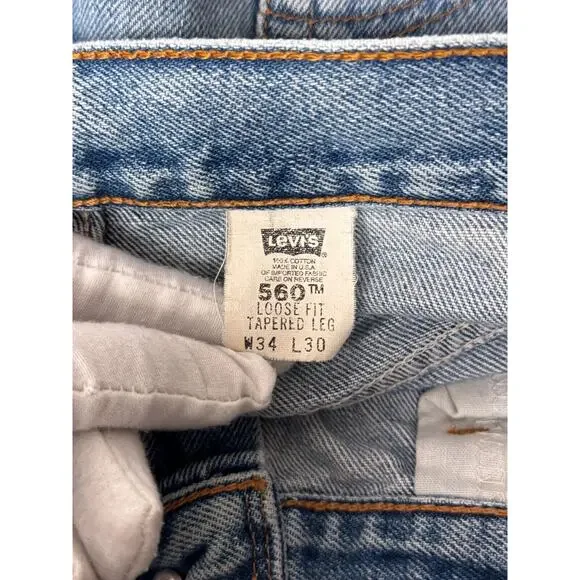 Levi's®
100% COTTON
MADE IN U.S.A.
OF IMPORTED FABRIC
CARE ON REVERSE
560™
LOOSE FIT
TAPERED LEG
W34 L30